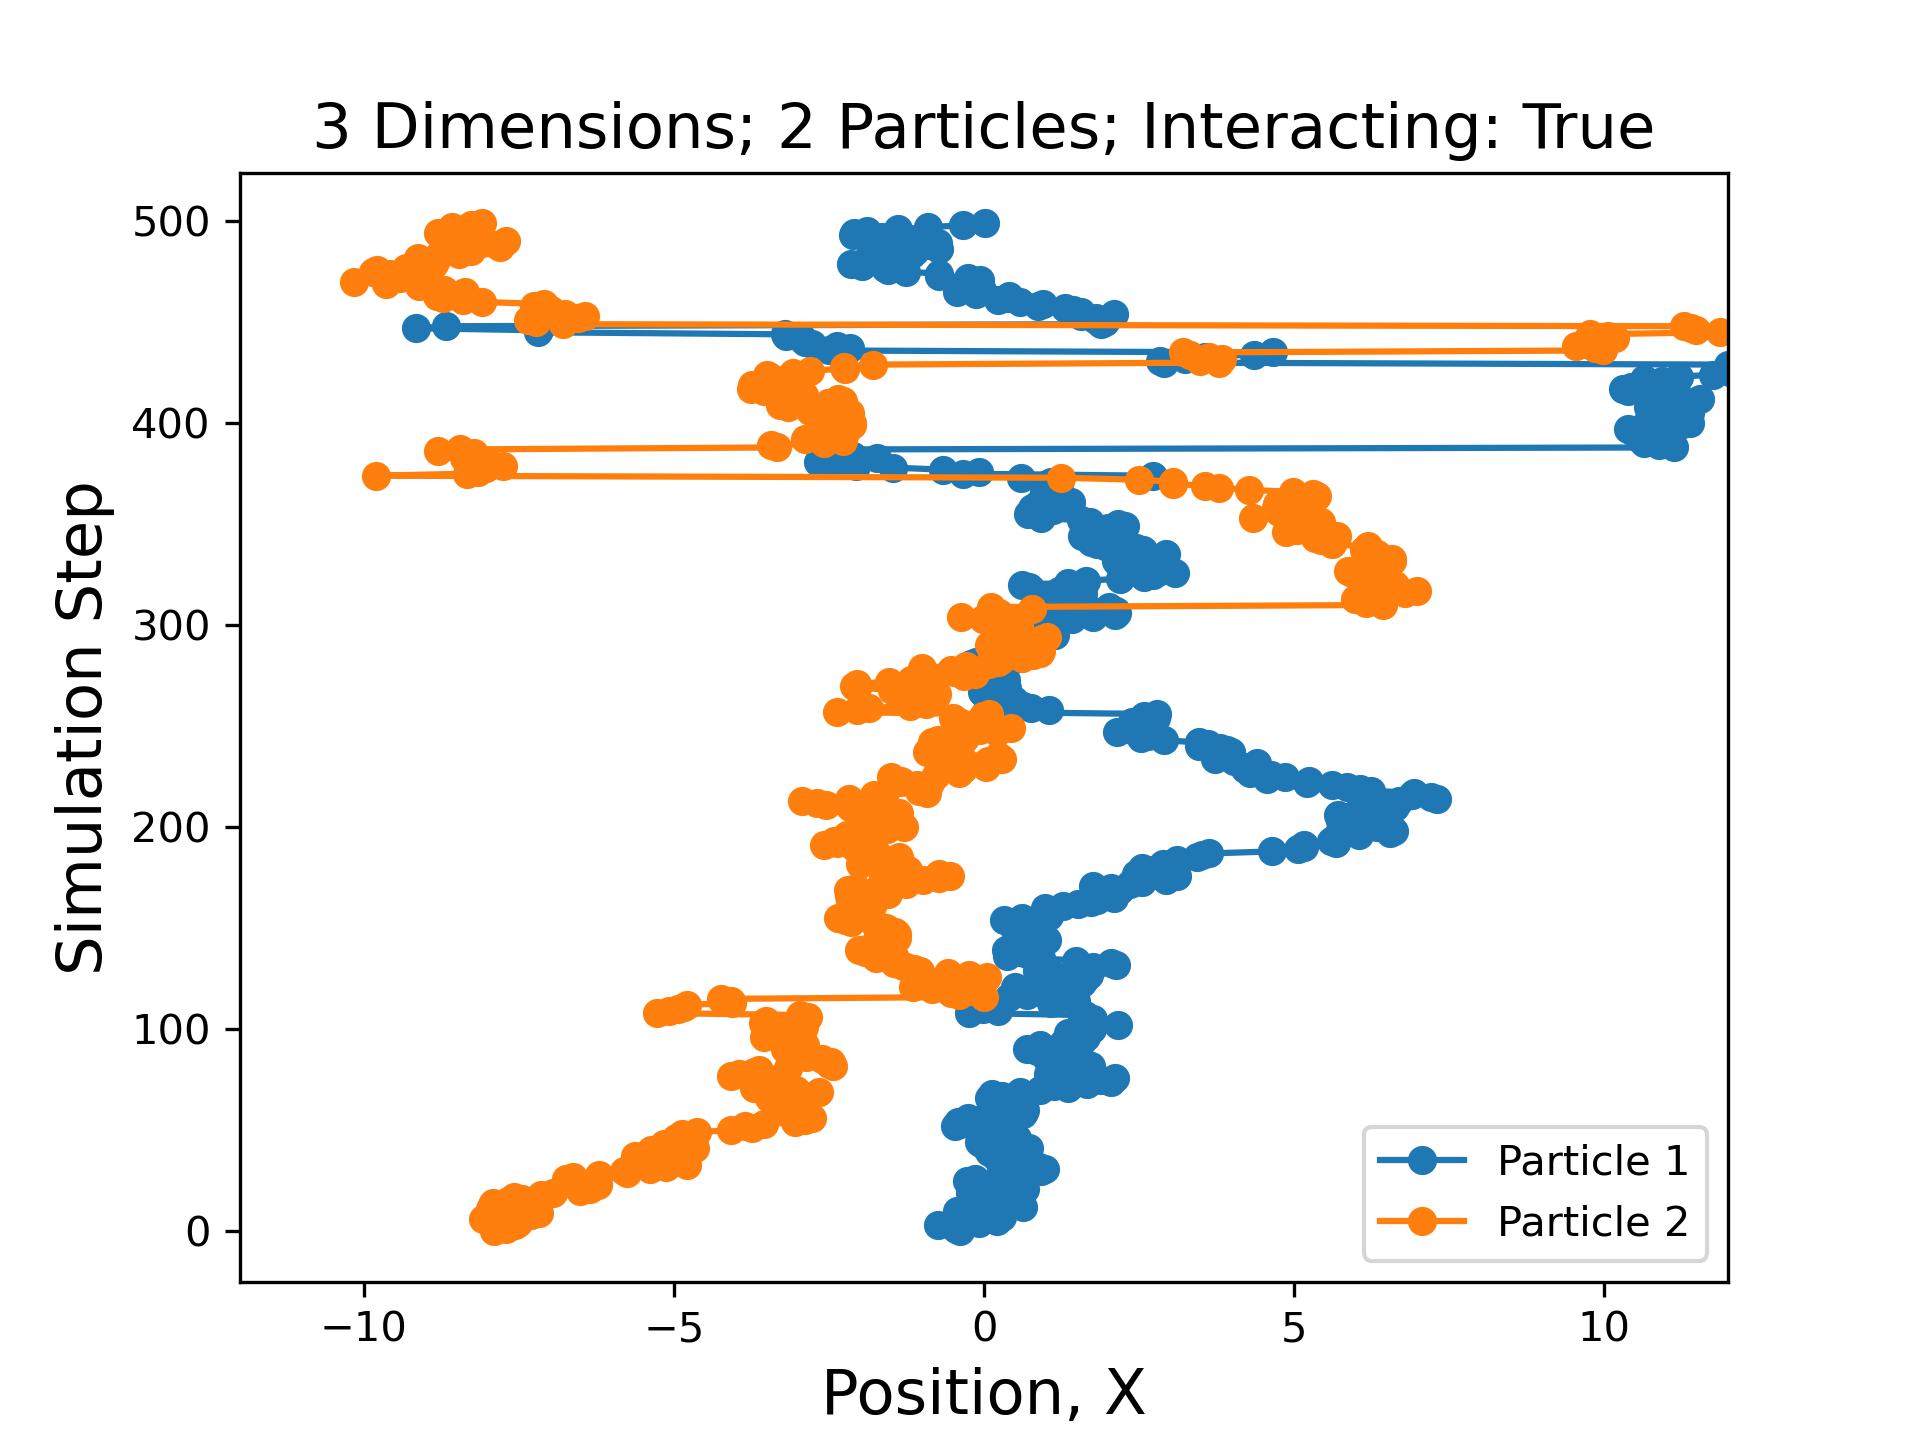 3 Dimensions; 2 Particles; Interacting: True
Simulation Step
500
400
300
200
100
0
−10
−5
0
5
10
Position, X
Particle 1
Particle 2